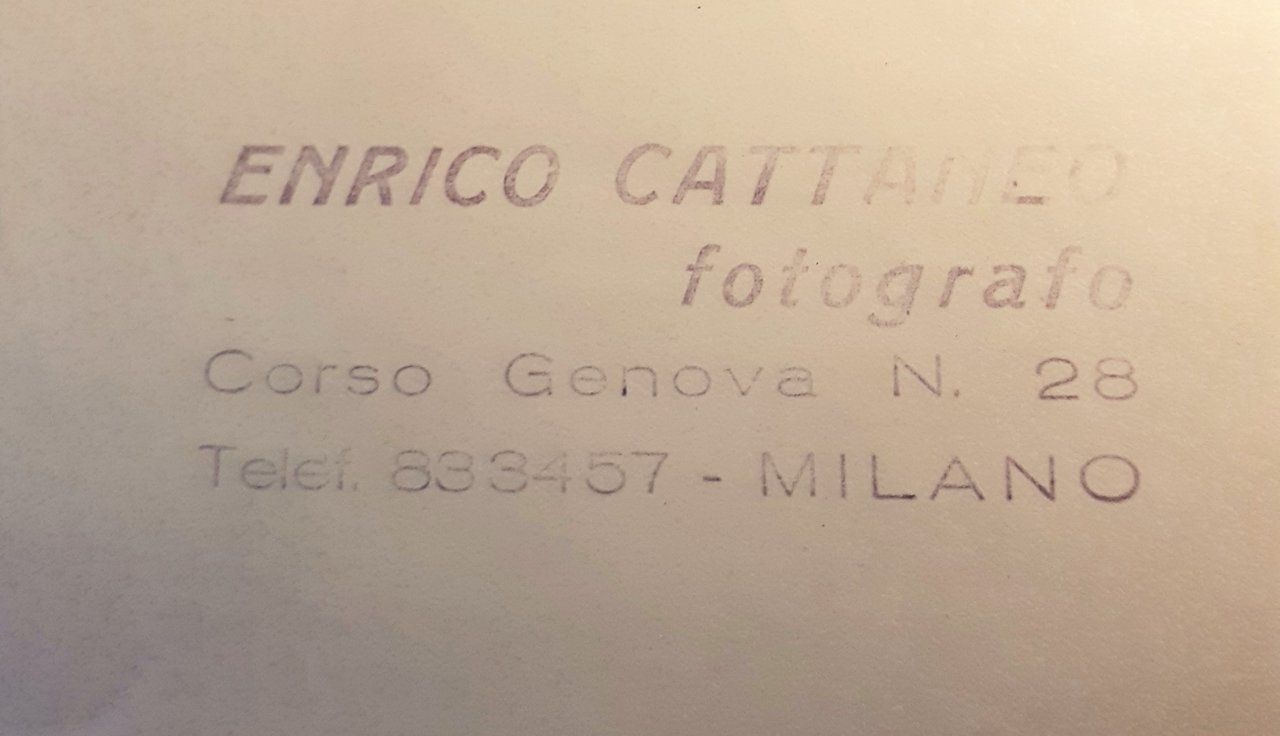 ENRICO CATTANEO
fotografo
Corso Genova N. 28
Telef. 833457 - MILANO